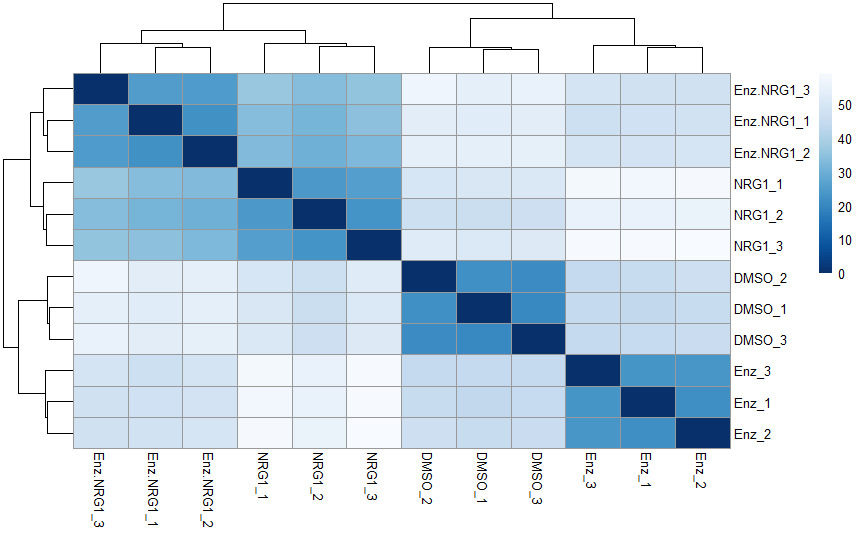 Enz.NRG1_3
Enz.NRG1_1
Enz.NRG1_2
NRG1_1
NRG1_2
NRG1_3
DMSO_2
DMSO_1
DMSO_3
Enz_3
Enz_1
Enz_2
50
40
30
20
10
0
Enz.NRG1_3
Enz.NRG1_1
Enz.NRG1_2
NRG1_1
NRG1_2
NRG1_3
DMSO_2
DMSO_1
DMSO_3
Enz_3
Enz_1
Enz_2